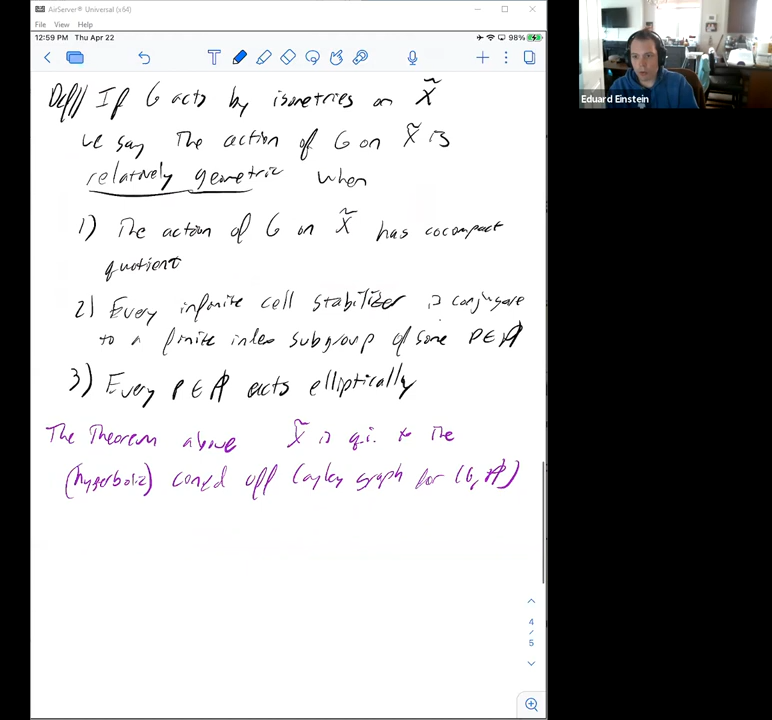 AirServer® Universal (x64)
File View Help
12:59 PM Thu Apr 22
98%
T
Def// If G acts by isometries on X̃
we say The action of G on X̃ is
relatively geometric when
1) The action of G on X̃ has cocompact
quotient
2) Every infinite cell stabilizer is conjugate
to a finite index subgroup of some P∈ℙ
3) Every P∈ℙ acts elliptically
The Theorem above X̃ is q.i. to the
(hyperbolic) coned off Cayley graph for (G,ℙ)
4
/
5
Eduard Einstein